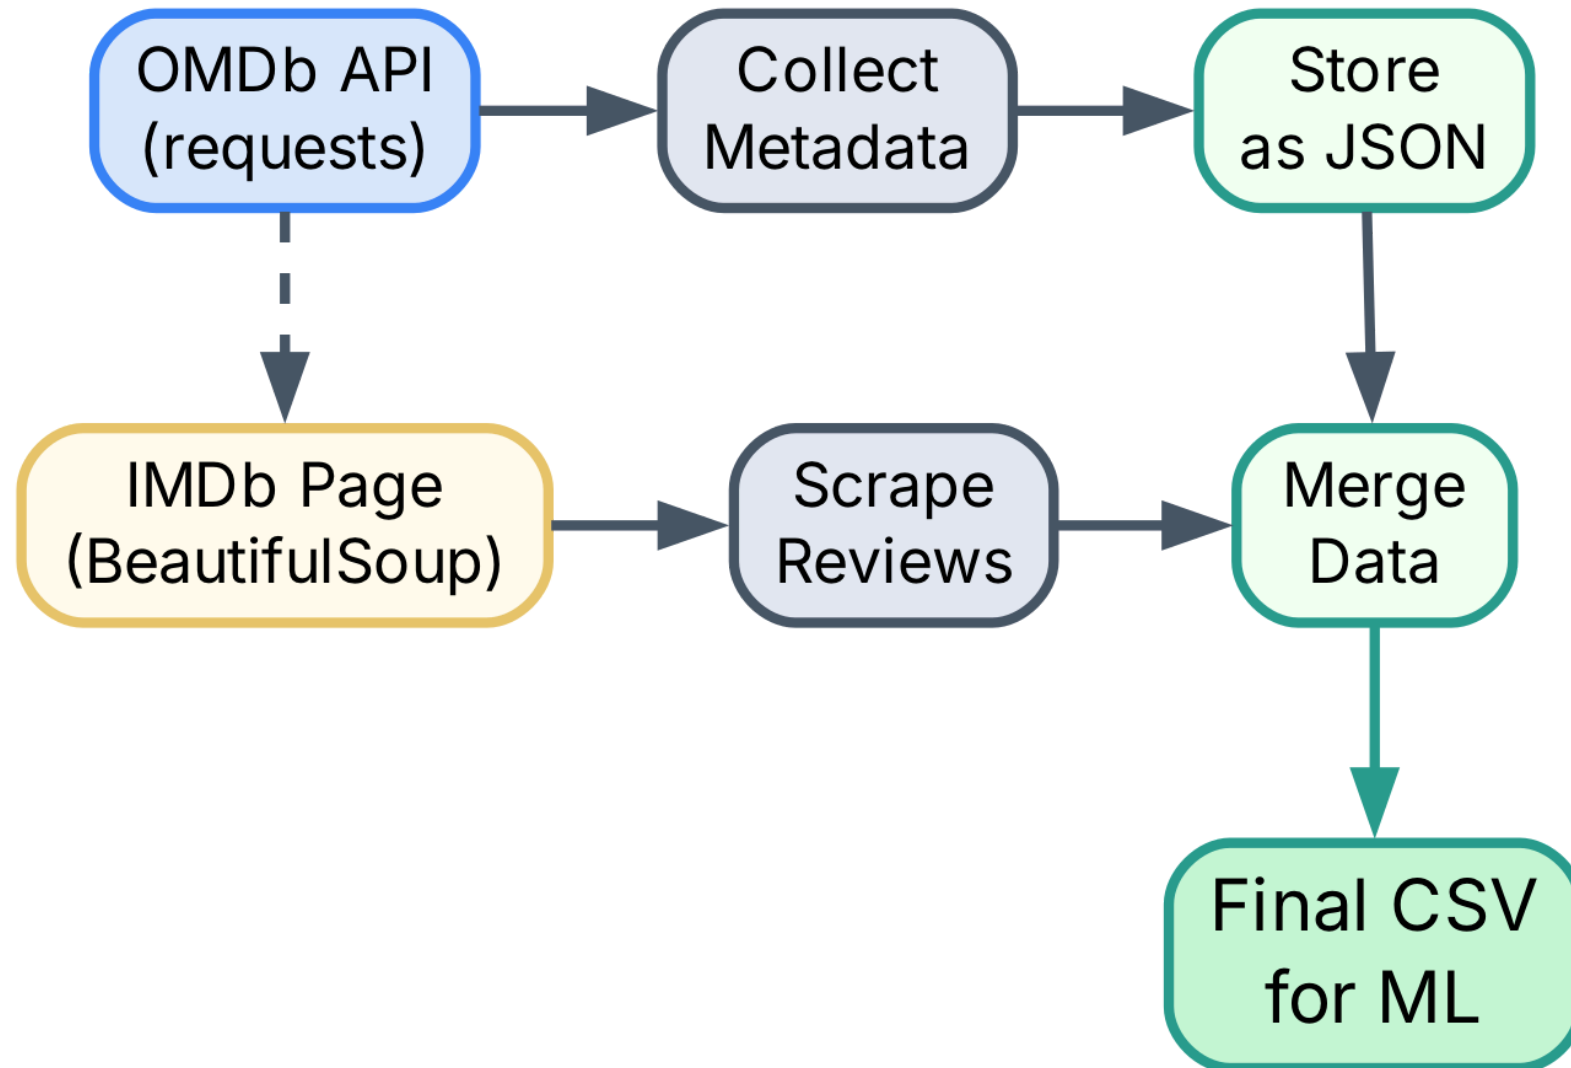 OMDb API
(requests)
Collect
Metadata
Store
as JSON
IMDb Page
(BeautifulSoup)
Scrape
Reviews
Merge
Data
Final CSV
for ML